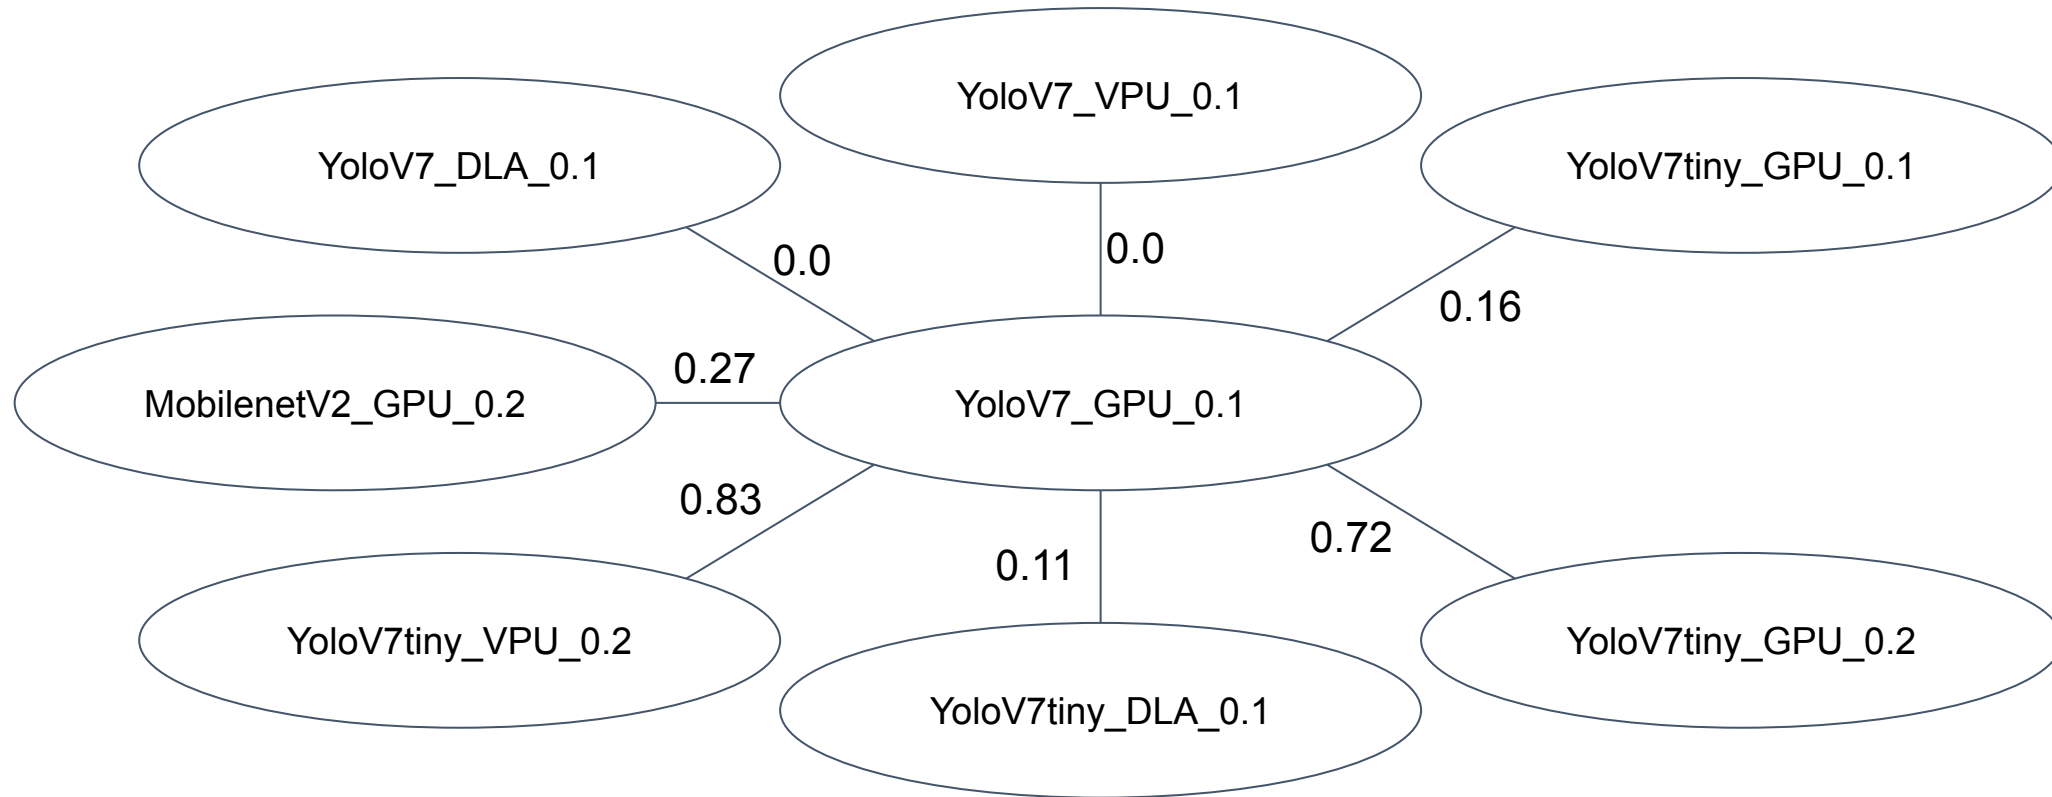 YoloV7_VPU_0.1
YoloV7_DLA_0.1
YoloV7tiny_GPU_0.1
0.0
0.0
0.16
0.27
MobilenetV2_GPU_0.2
YoloV7_GPU_0.1
0.83
0.11
0.72
YoloV7tiny_VPU_0.2
YoloV7tiny_GPU_0.2
YoloV7tiny_DLA_0.1